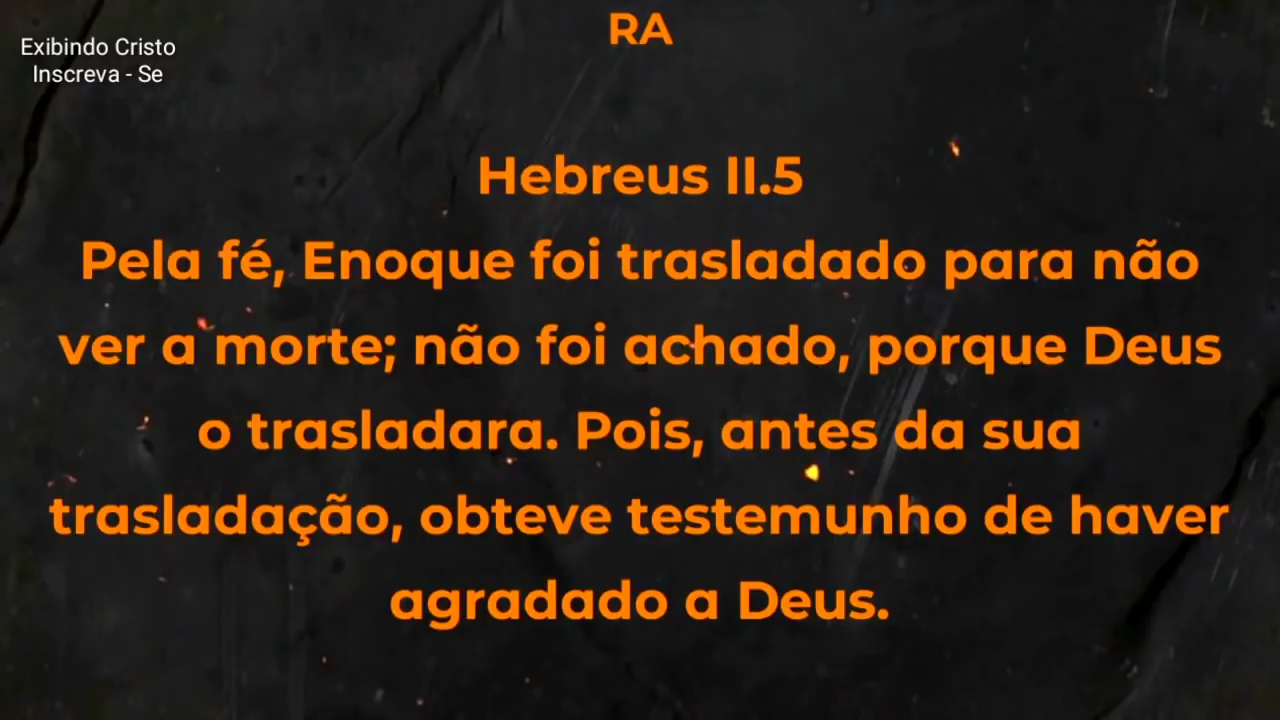 RA
Exibindo Cristo
Inscreva - Se
Hebreus II.5
Pela fé, Enoque foi trasladado para não
ver a morte; não foi achado, porque Deus
o trasladara. Pois, antes da sua
trasladação, obteve testemunho de haver
agradado a Deus.